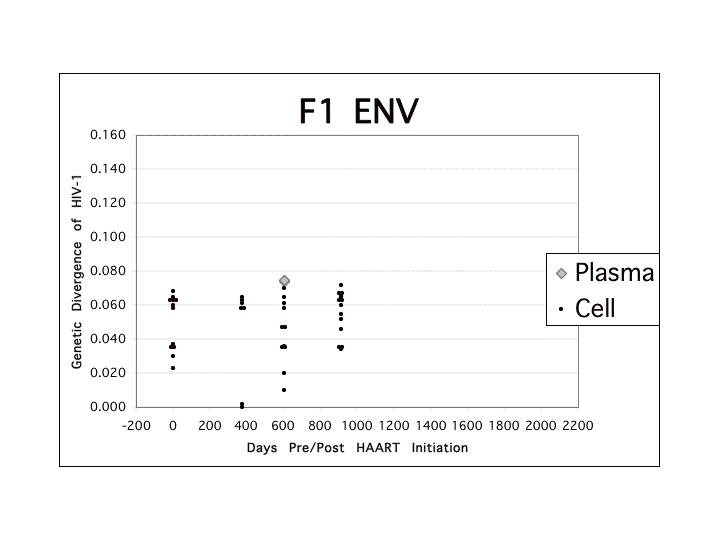 F1 ENV
0.160
0.140
0.120
0.100
0.080
0.060
0.040
0.020
0.000
Genetic Divergence of HIV-1
-200 0 200 400 600 800 1000 1200 1400 1600 1800 2000 2200
Days Pre/Post HAART Initiation
Plasma
Cell